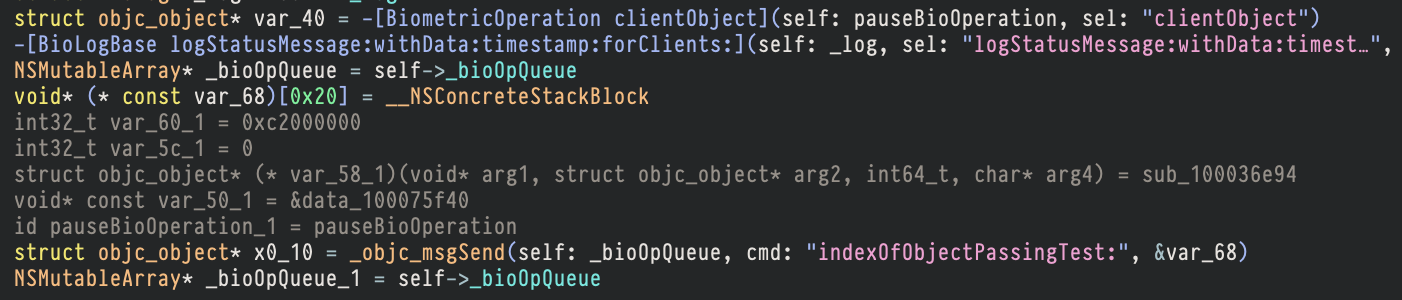 struct objc_object* var_40 = -[BiometricOperation clientObject](self: pauseBioOperation, sel: "clientObject")
-[BioLogBase logStatusMessage:withData:timestamp:forClients:](self: _log, sel: "logStatusMessage:withData:timest…",
NSMutableArray* _bioOpQueue = self->_bioOpQueue
void* (* const var_68)[0x20] = __NSConcreteStackBlock
int32_t var_60_1 = 0xc2000000
int32_t var_5c_1 = 0
struct objc_object* (* var_58_1)(void* arg1, struct objc_object* arg2, int64_t, char* arg4) = sub_100036e94
void* const var_50_1 = &data_100075f40
id pauseBioOperation_1 = pauseBioOperation
struct objc_object* x0_10 = _objc_msgSend(self: _bioOpQueue, cmd: "indexOfObjectPassingTest:", &var_68)
NSMutableArray* _bioOpQueue_1 = self->_bioOpQueue